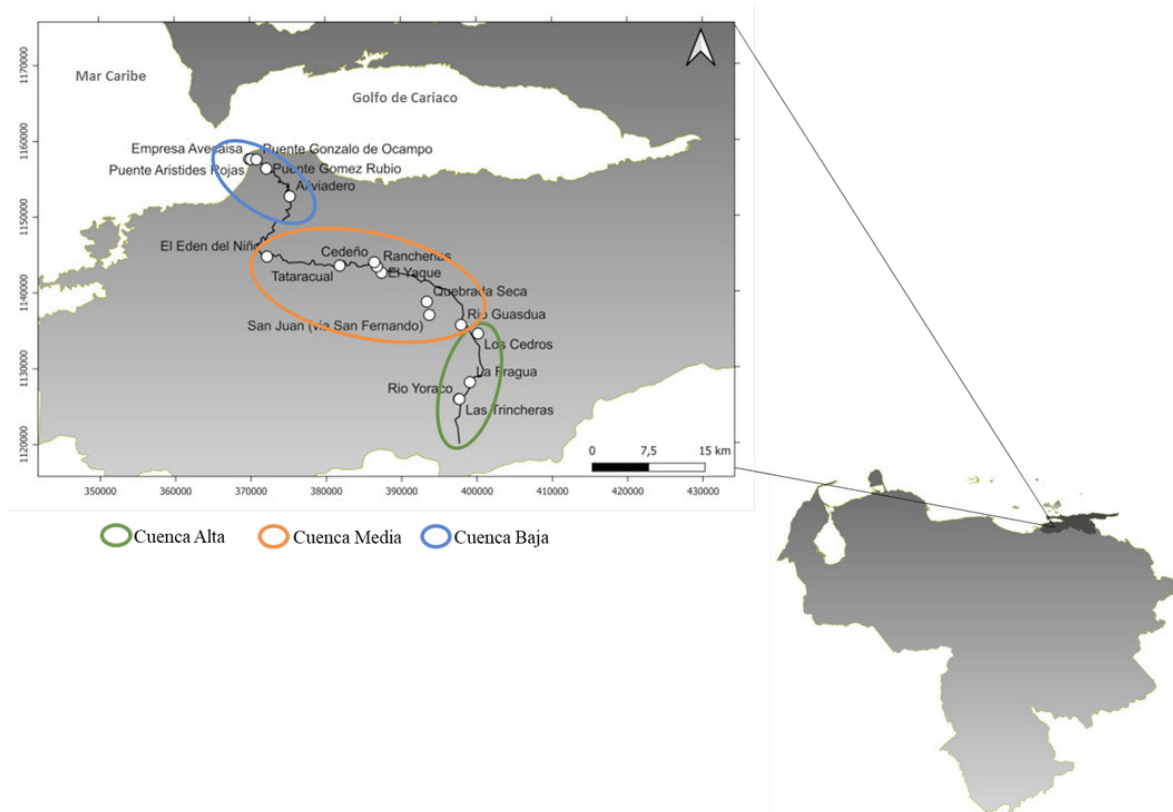 Mar Caribe
Golfo de Cariaco
Empresa Avecaisa
Puente Gonzalo de Ocampo
Puente Aristides Rojas
Puente Gomez Rubio
Aliviadero
El Eden del Niño
Cedeño
Rancherias
Tataracual
El Yaque
Quebrada Seca
San Juan (via San Fernando)
Rio Guasdua
Los Cedros
La Fragua
Rio Yoraco
Las Trincheras
0 7,5 15 km
1170000
1160000
1150000
1140000
1130000
1120000
350000 360000 370000 380000 390000 400000 410000 420000 430000
Cuenca Alta Cuenca Media Cuenca Baja